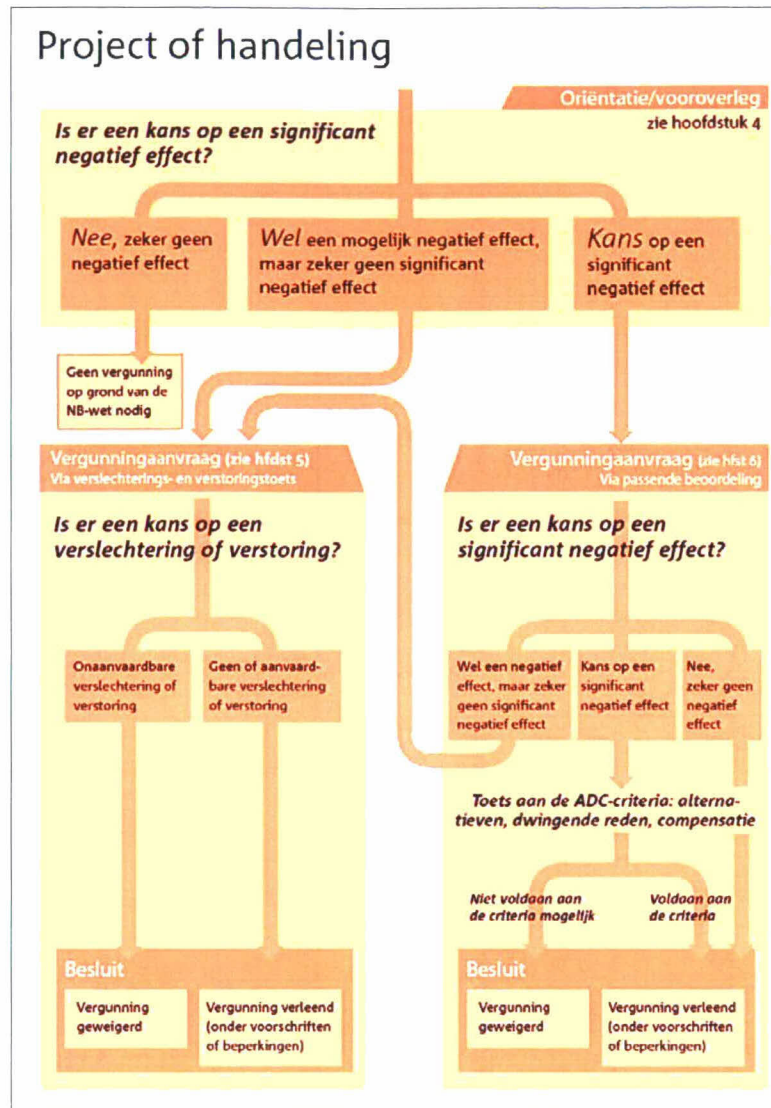 Project of handeling
Oriëntatie/vooroverleg
zie hoofdstuk 4
Is er een kans op een significant
negatief effect?
Nee, zeker geen
negatief effect
Wel een mogelijk negatief effect,
maar zeker geen significant
negatief effect
Kans op een
significant
negatief effect
Geen vergunning
op grond van de
NB-wet nodig
Vergunningaanvraag (zie hfdst 5)
Via verslechterings- en verstoringstoets
Is er een kans op een
verslechtering of verstoring?
Onaanvaardbare
verslechtering of
verstoring
Geen of aanvaard-
bare verslechtering
of verstoring
Besluit
Vergunning
geweigerd
Vergunning verleend
(onder voorschriften
of beperkingen)
Vergunningaanvraag (zie hfst 6)
Via passende beoordeling
Is er een kans op een
significant negatief effect?
Wel een negatief
effect, maar zeker
geen significant
negatief effect
Kans op een
significant
negatief effect
Nee,
zeker geen
negatief
effect
Toets aan de ADC-criteria: alterna-
tieven, dwingende reden, compensatie
Niet voldaan aan
de criteria mogelijk
Voldaan aan
de criteria
Besluit
Vergunning
geweigerd
Vergunning verleend
(onder voorschriften
of beperkingen)